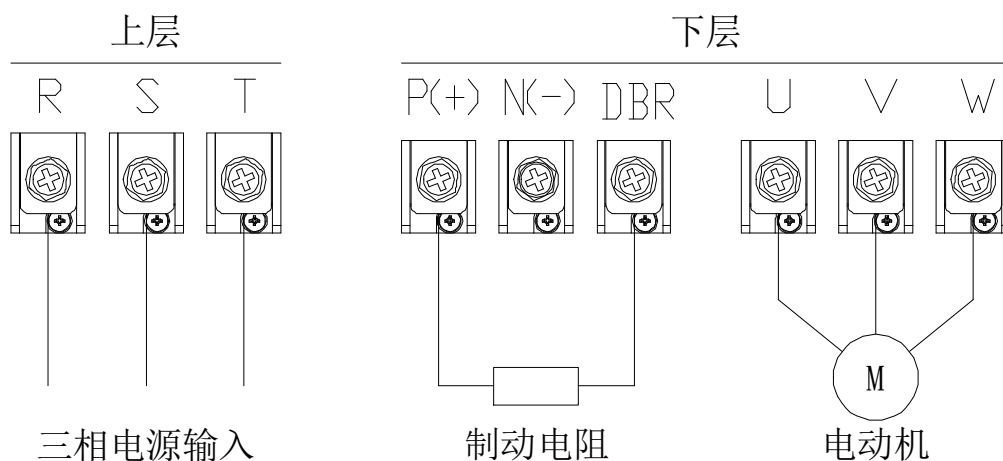 上层 下层
R S T P(+) N(-) DBR U V W
M
三相电源输入 制动电阻 电动机